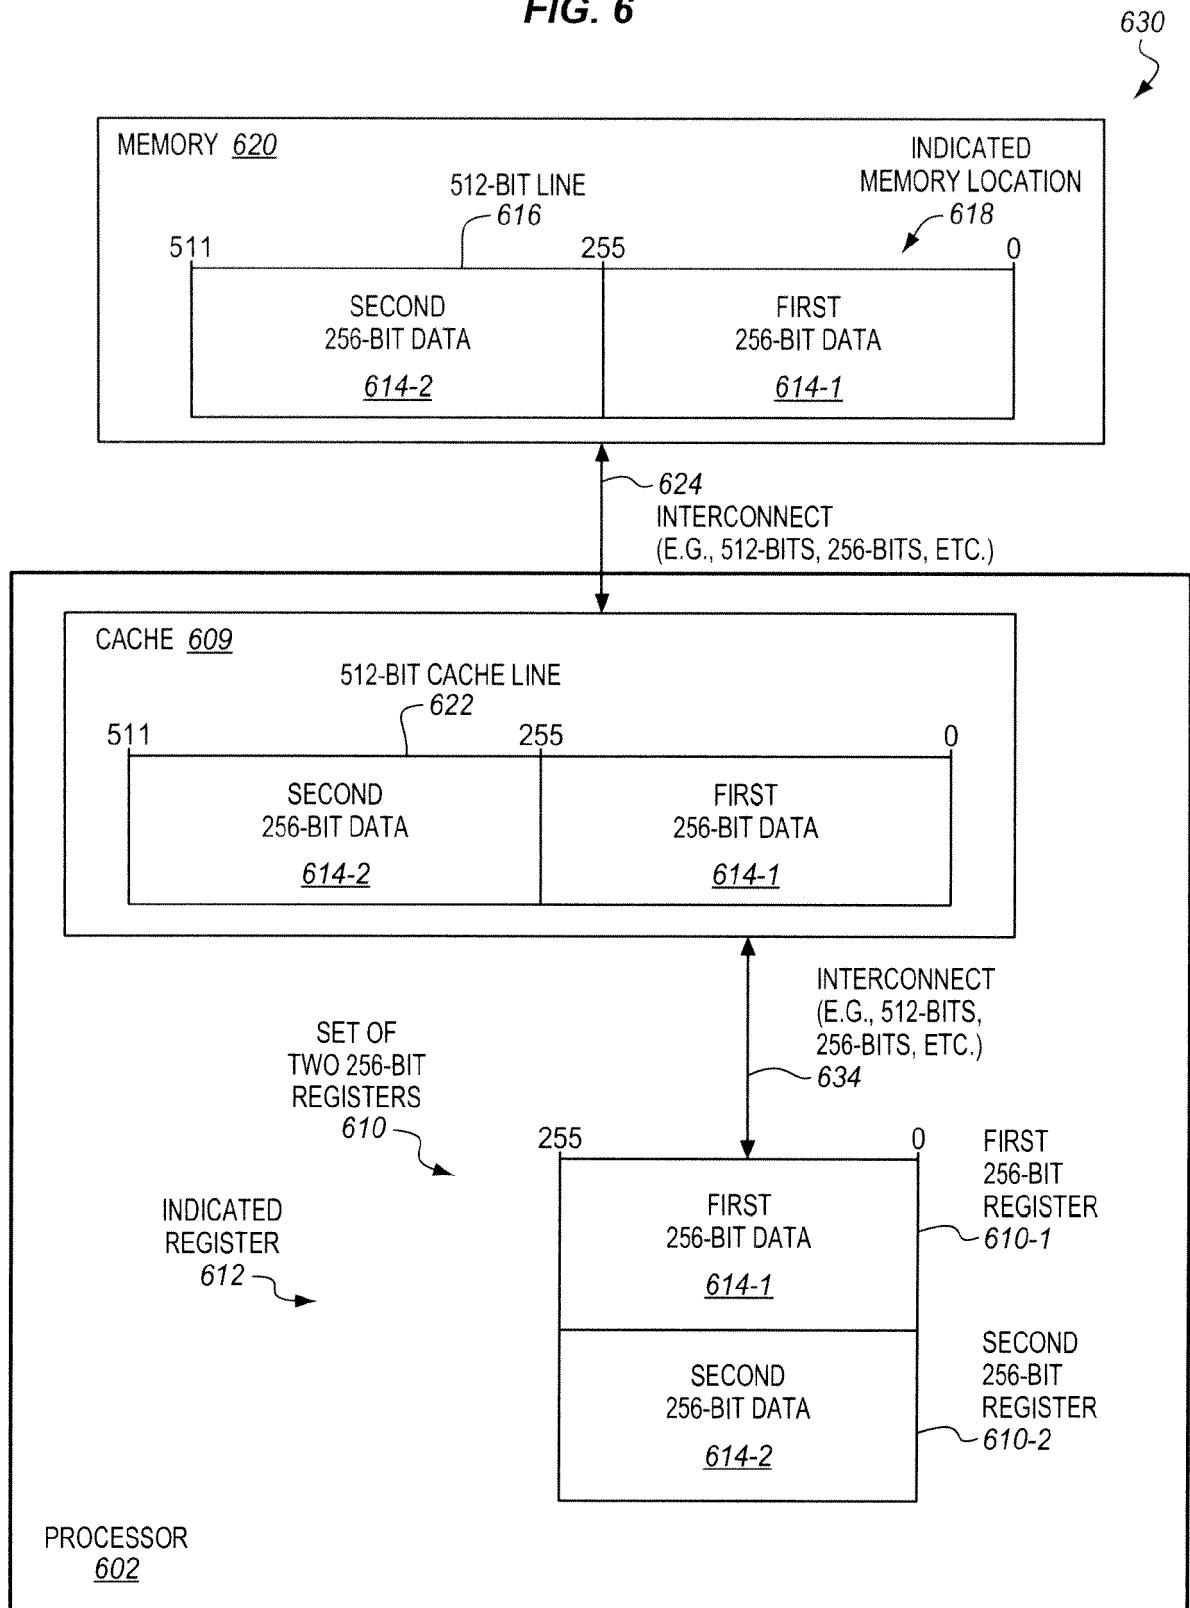 FIG. 6
630
MEMORY 620
INDICATED
MEMORY LOCATION
618
512-BIT LINE
616
511
255
0
SECOND
256-BIT DATA
614-2
FIRST
256-BIT DATA
614-1
624
INTERCONNECT
(E.G., 512-BITS, 256-BITS, ETC.)
CACHE 609
512-BIT CACHE LINE
622
511
255
0
SECOND
256-BIT DATA
614-2
FIRST
256-BIT DATA
614-1
INTERCONNECT
(E.G., 512-BITS,
256-BITS, ETC.)
634
SET OF
TWO 256-BIT
REGISTERS
610
255
0
FIRST
256-BIT
REGISTER
610-1
INDICATED
REGISTER
612
FIRST
256-BIT DATA
614-1
SECOND
256-BIT DATA
614-2
SECOND
256-BIT
REGISTER
610-2
PROCESSOR
602